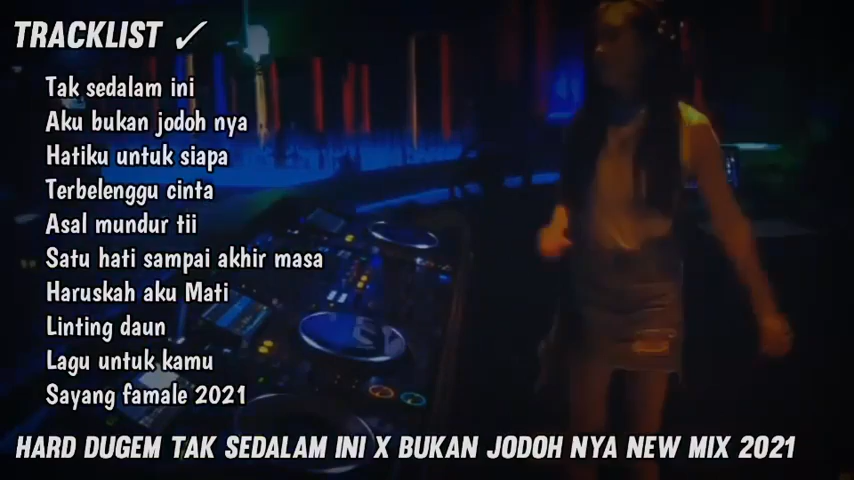 TRACKLIST ✓
Tak sedalam ini
Aku bukan jodoh nya
Hatiku untuk siapa
Terbelenggu cinta
Asal mundur tii
Satu hati sampai akhir masa
Haruskah aku Mati
Linting daun
Lagu untuk kamu
Sayang famale 2021
HARD DUGEM TAK SEDALAM INI X BUKAN JODOH NYA NEW MIX 2021